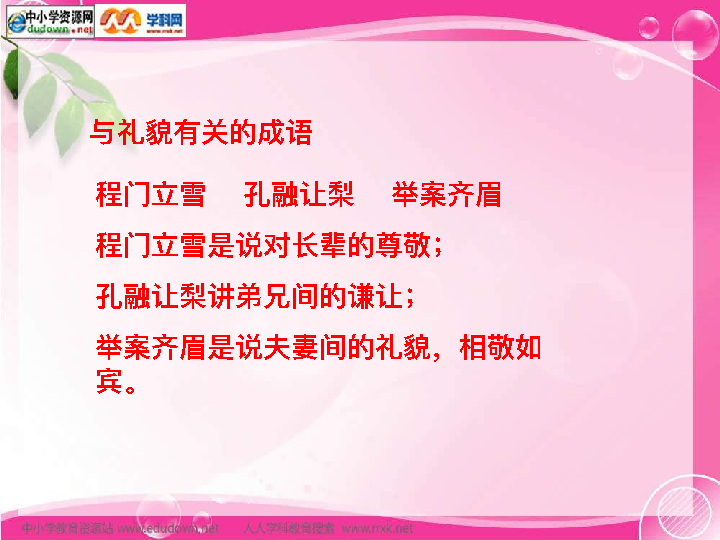 中小学资源网
dudown.net
学科网
www.rrxk.net
与礼貌有关的成语
程门立雪 孔融让梨 举案齐眉
程门立雪是说对长辈的尊敬；
孔融让梨讲弟兄间的谦让；
举案齐眉是说夫妻间的礼貌，相敬如
宾。
中小学教育资源站 www.edudown.net 人人学科教育搜索 www.rrxk.net